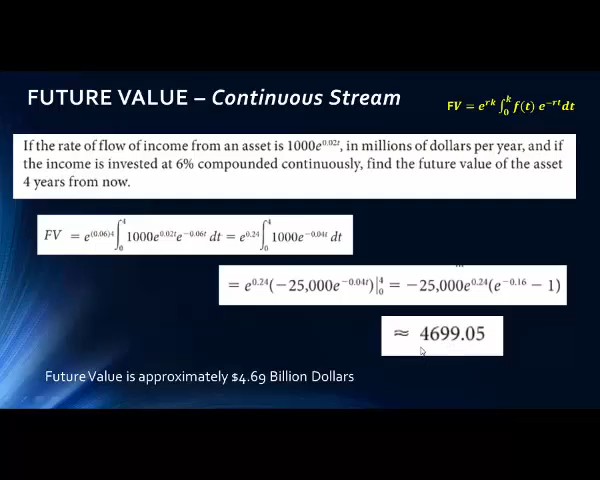 FUTURE VALUE – Continuous Stream
FV = e^{rk} ∫_0^k f(t) e^{−rt}dt
If the rate of flow of income from an asset is 1000e^{0.02t}, in millions of dollars per year, and if
the income is invested at 6% compounded continuously, find the future value of the asset
4 years from now.
FV = e^{(0.06)4} ∫_0^4 1000e^{0.02t}e^{−0.06t} dt = e^{0.24} ∫_0^4 1000e^{−0.04t} dt
= e^{0.24}(−25,000e^{−0.04t})|_0^4 = −25,000e^{0.24}(e^{−0.16} − 1)
≈ 4699.05
Future Value is approximately $4.69 Billion Dollars